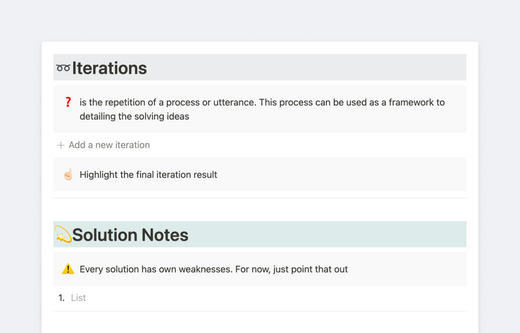 ➿Iterations
❓ is the repetition of a process or utterance. This process can be used as a framework to
detailing the solving ideas
+ Add a new iteration
☝🏻 Highlight the final iteration result
💫Solution Notes
⚠️ Every solution has own weaknesses. For now, just point that out
1. List